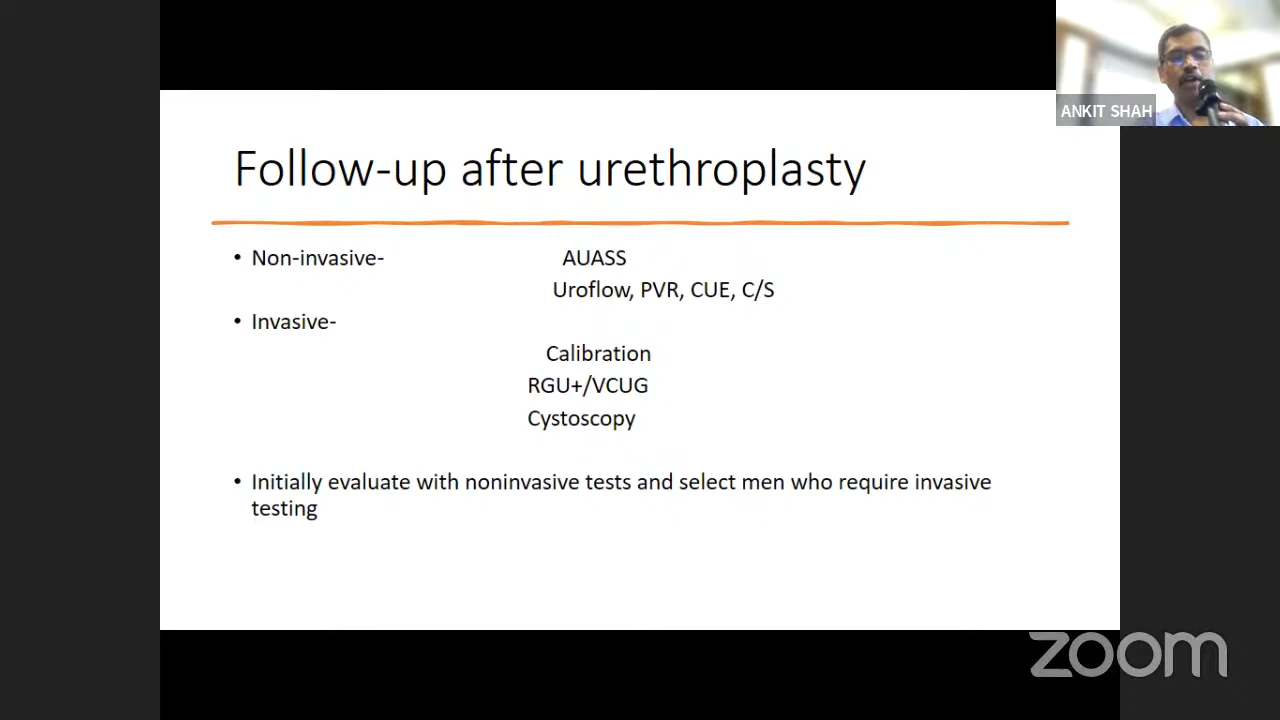 ANKIT SHAH
Follow-up after urethroplasty
• Non-invasive- AUASS
Uroflow, PVR, CUE, C/S
• Invasive-
Calibration
RGU+/VCUG
Cystoscopy
• Initially evaluate with noninvasive tests and select men who require invasive
testing
zoom